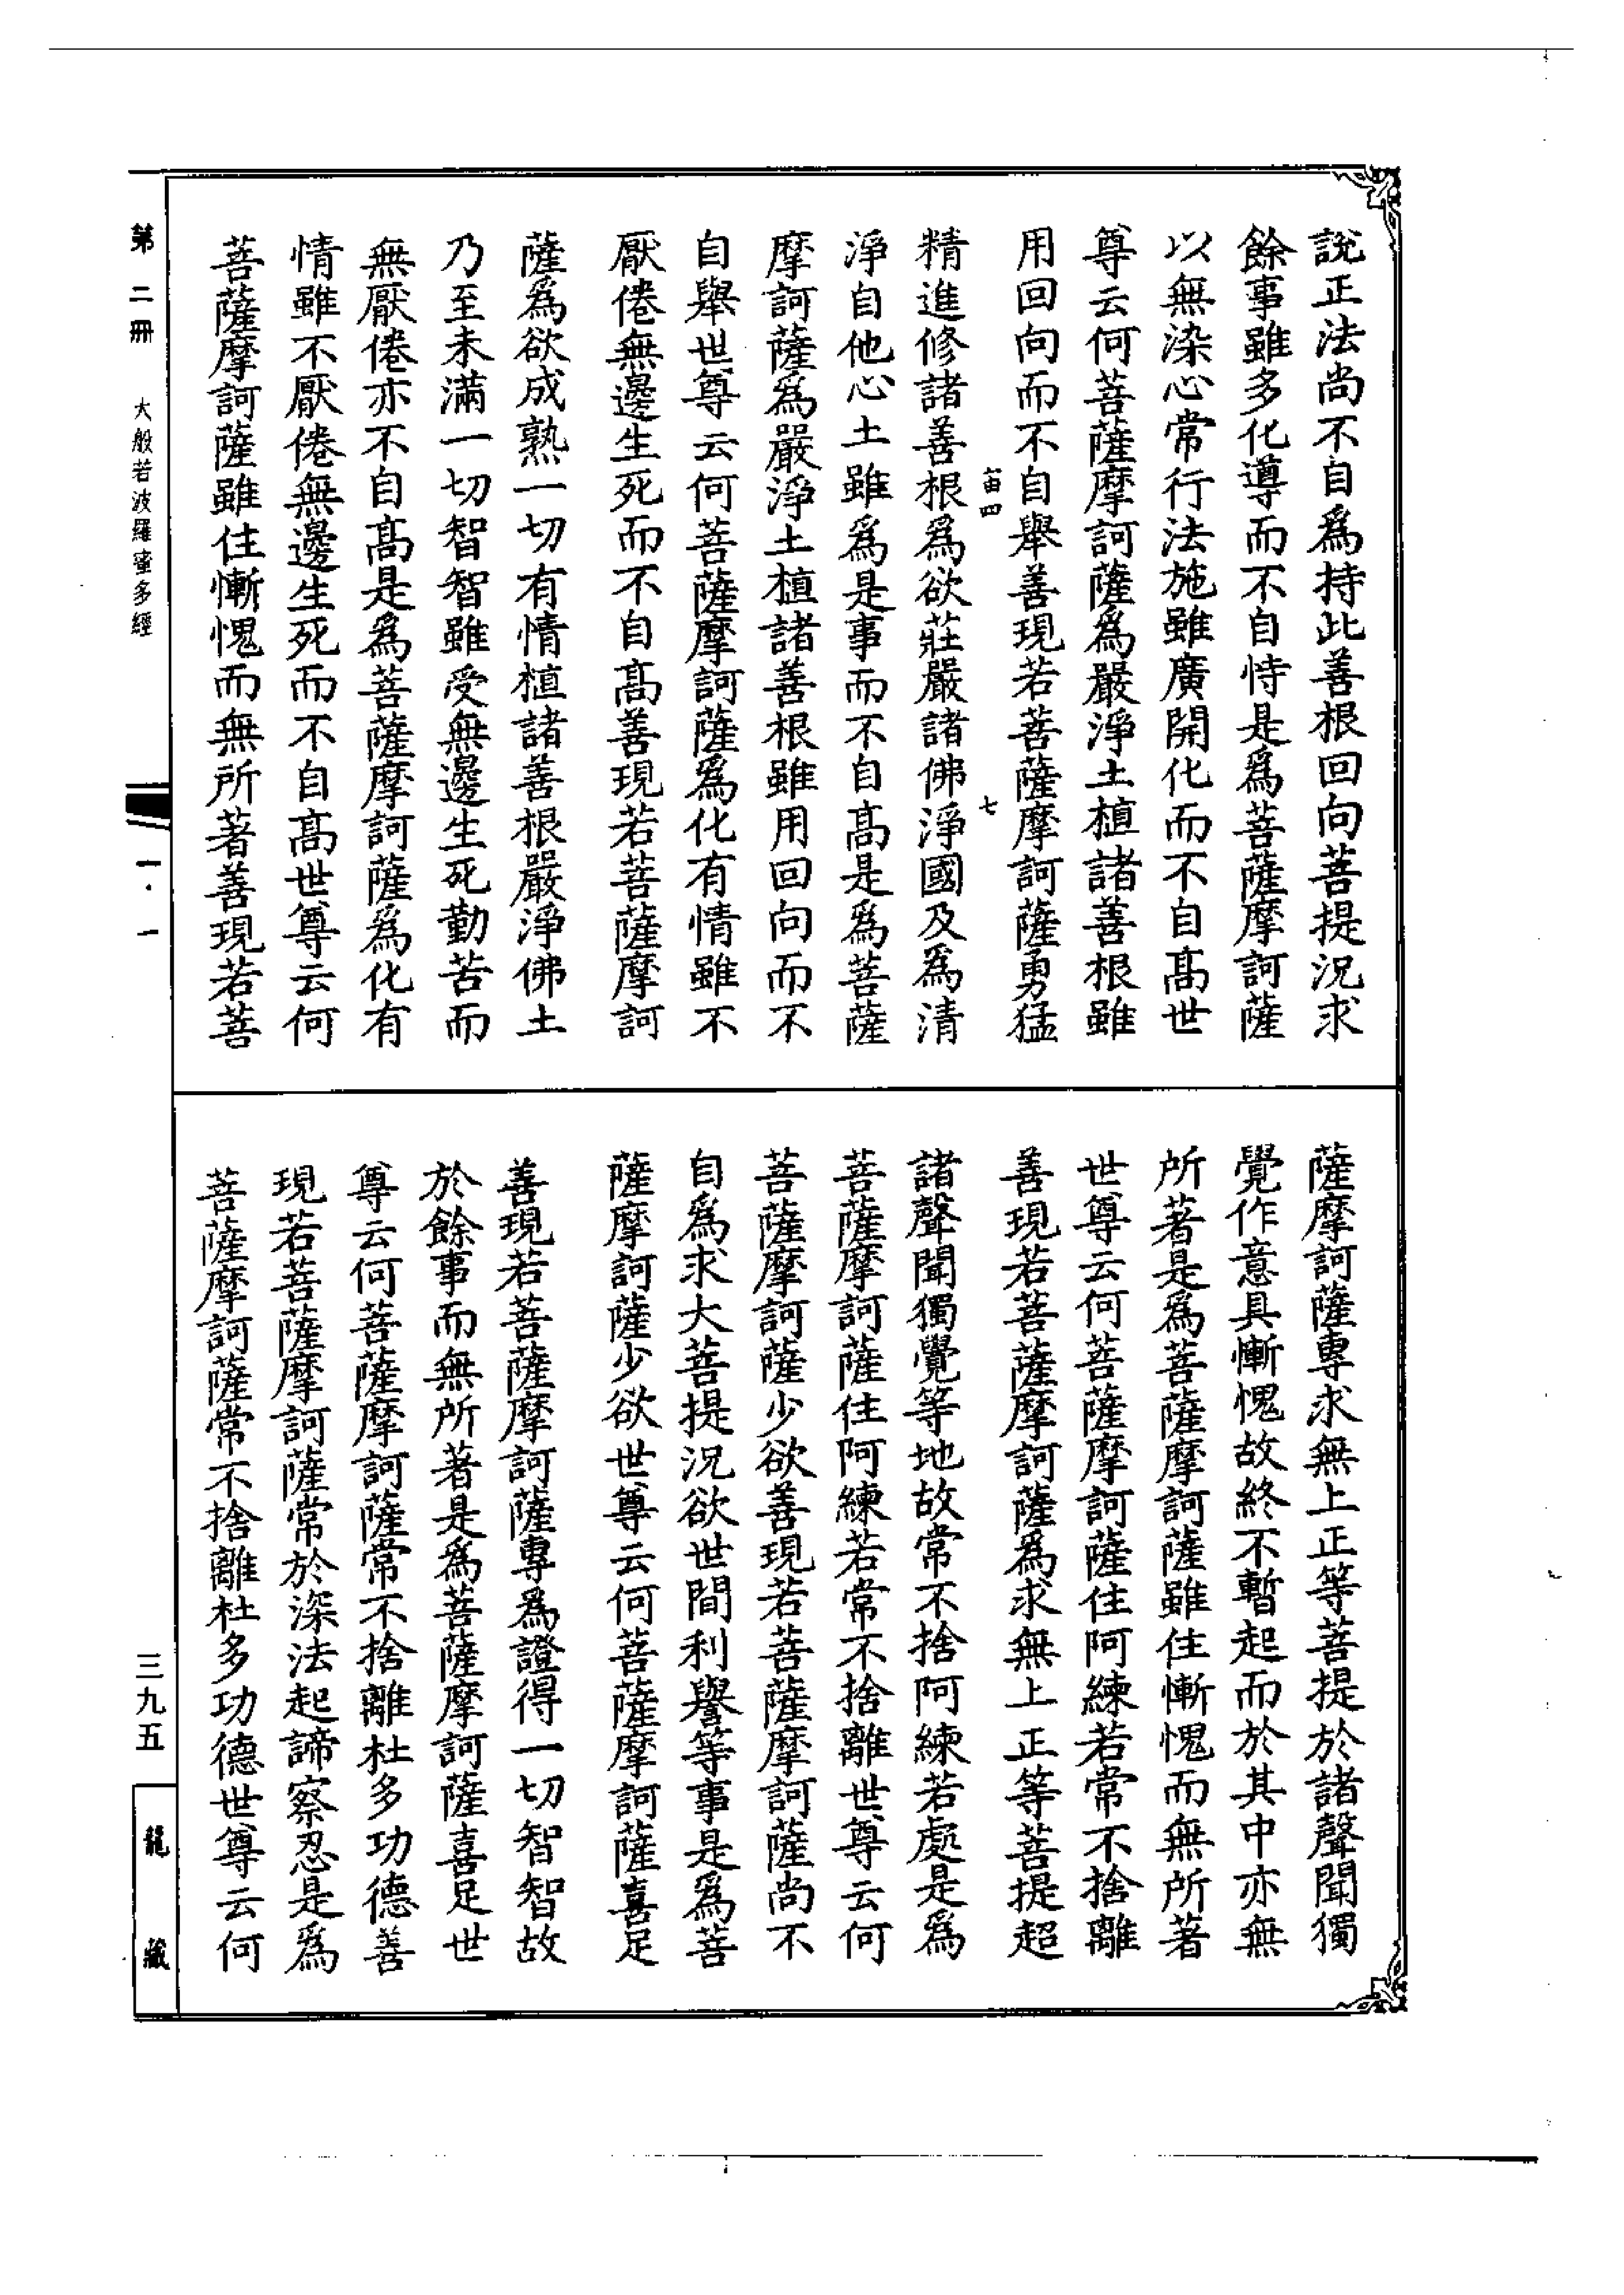 說正法尚不自爲持此善根回向菩提況求
餘事雖多化導而不自恃是爲菩薩摩訶薩
以無染心常行法施雖廣開化而不自高世
尊云何菩薩摩訶薩爲嚴淨土植諸善根雖
用回向而不自舉善現若菩薩摩訶薩勇猛
精進修諸善根爲欲莊嚴諸佛淨國及爲清
淨自他心土雖爲是事而不自高是爲菩薩
摩訶薩爲嚴淨土植諸善根雖用回向而不
自舉世尊云何菩薩摩訶薩爲化有情雖不
厭倦無邊生死而不自高善現若菩薩摩訶
薩爲欲成熟一切有情植諸善根嚴淨佛土
乃至未滿一切智智雖受無邊生死勤苦而
無厭倦亦不自高是爲菩薩摩訶薩爲化有
情雖不厭倦無邊生死而不自高世尊云何
菩薩摩訶薩雖住慚愧而無所著善現若菩
薩摩訶薩專求無上正等菩提於諸聲聞獨
覺作意具慚愧故終不暫起而於其中亦無
所著是爲菩薩摩訶薩雖住慚愧而無所著
世尊云何菩薩摩訶薩住阿練若常不捨離
善現若菩薩摩訶薩爲求無上正等菩提超
諸聲聞獨覺等地故常不捨阿練若處是爲
菩薩摩訶薩住阿練若常不捨離世尊云何
菩薩摩訶薩少欲善現若菩薩摩訶薩尚不
自爲求大菩提況欲世間利譽等事是爲菩
薩摩訶薩少欲世尊云何菩薩摩訶薩喜足
善現若菩薩摩訶薩專爲證得一切智智故
於餘事而無所著是爲菩薩摩訶薩喜足世
尊云何菩薩摩訶薩常不捨離杜多功德善
現若菩薩摩訶薩常於深法起諦察忍是爲
菩薩摩訶薩常不捨離杜多功德世尊云何
第二冊 大般若波羅蜜多經
一·一
三九五
龍藏